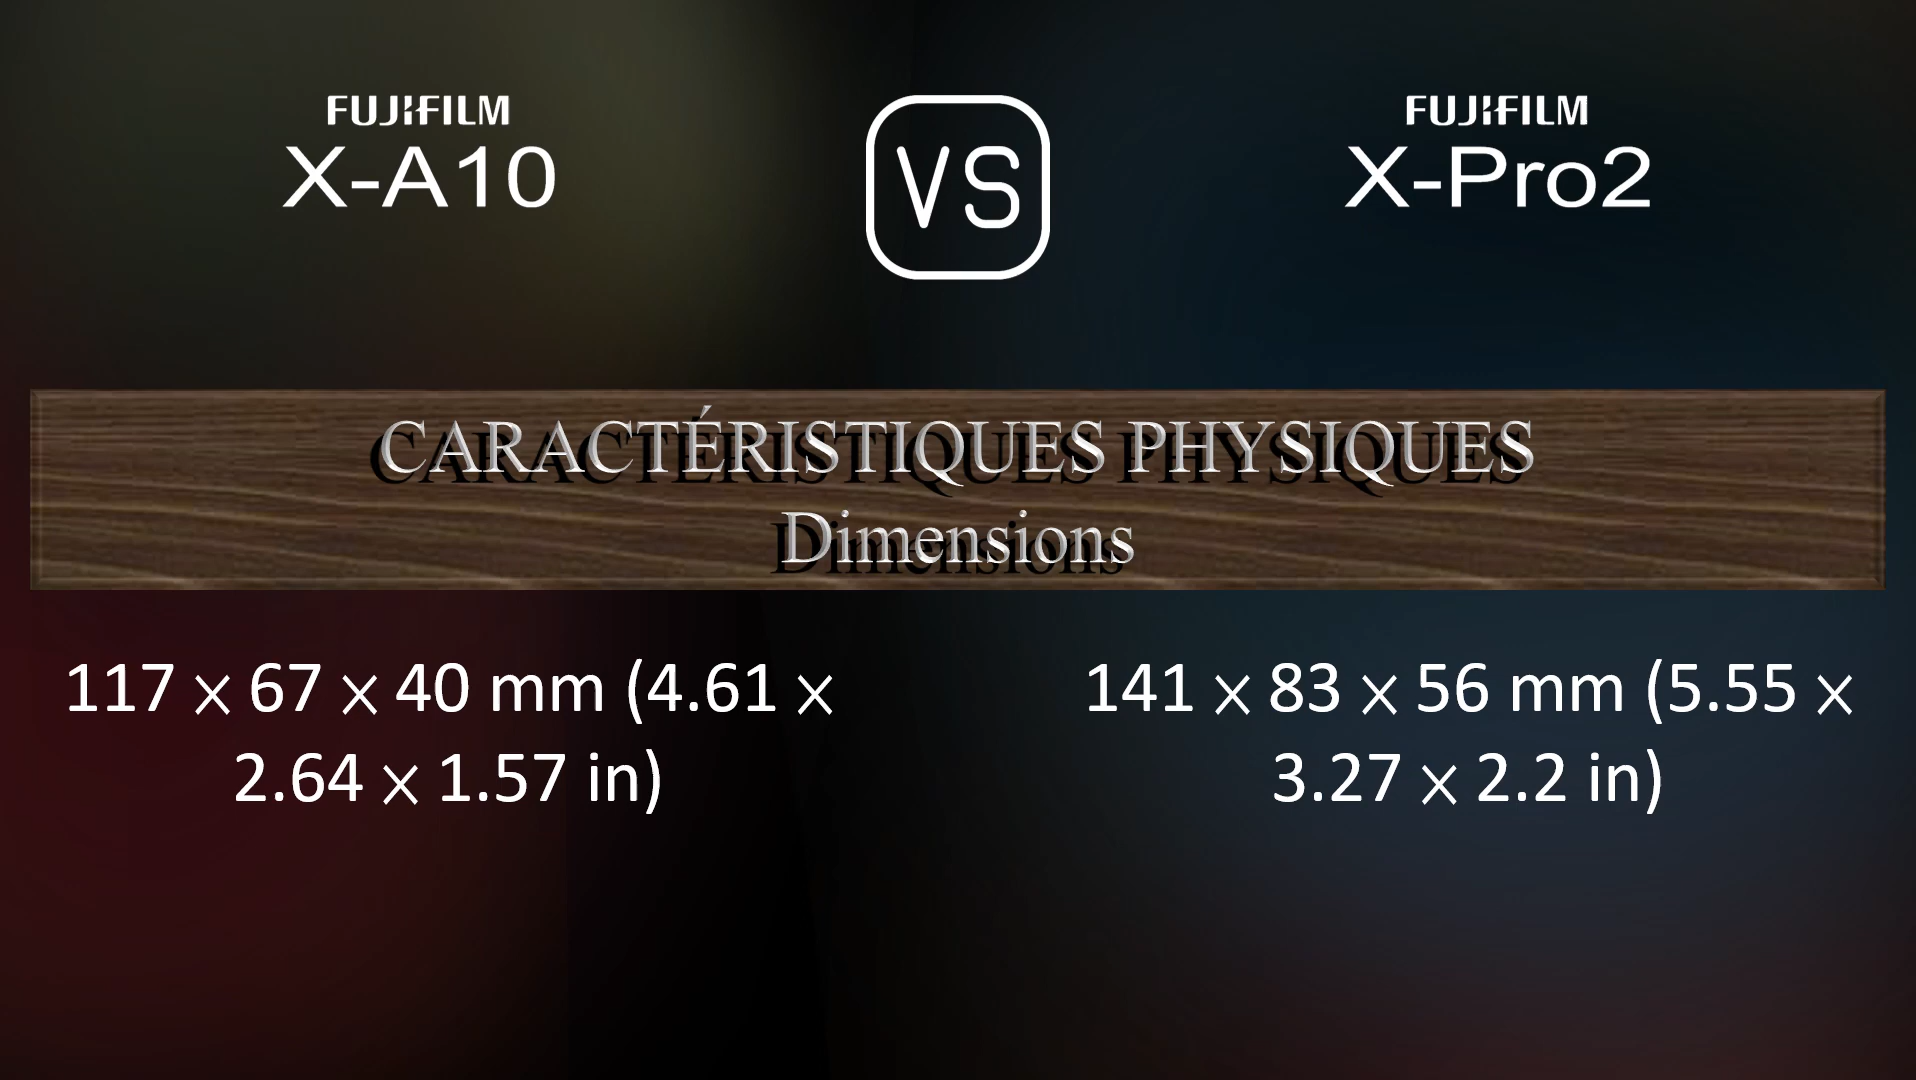 FUJIFILM
X-A10
VS
FUJIFILM
X-Pro2
CARACTÉRISTIQUES PHYSIQUES
Dimensions
117 x 67 x 40 mm (4.61 x
2.64 x 1.57 in)
141 x 83 x 56 mm (5.55 x
3.27 x 2.2 in)